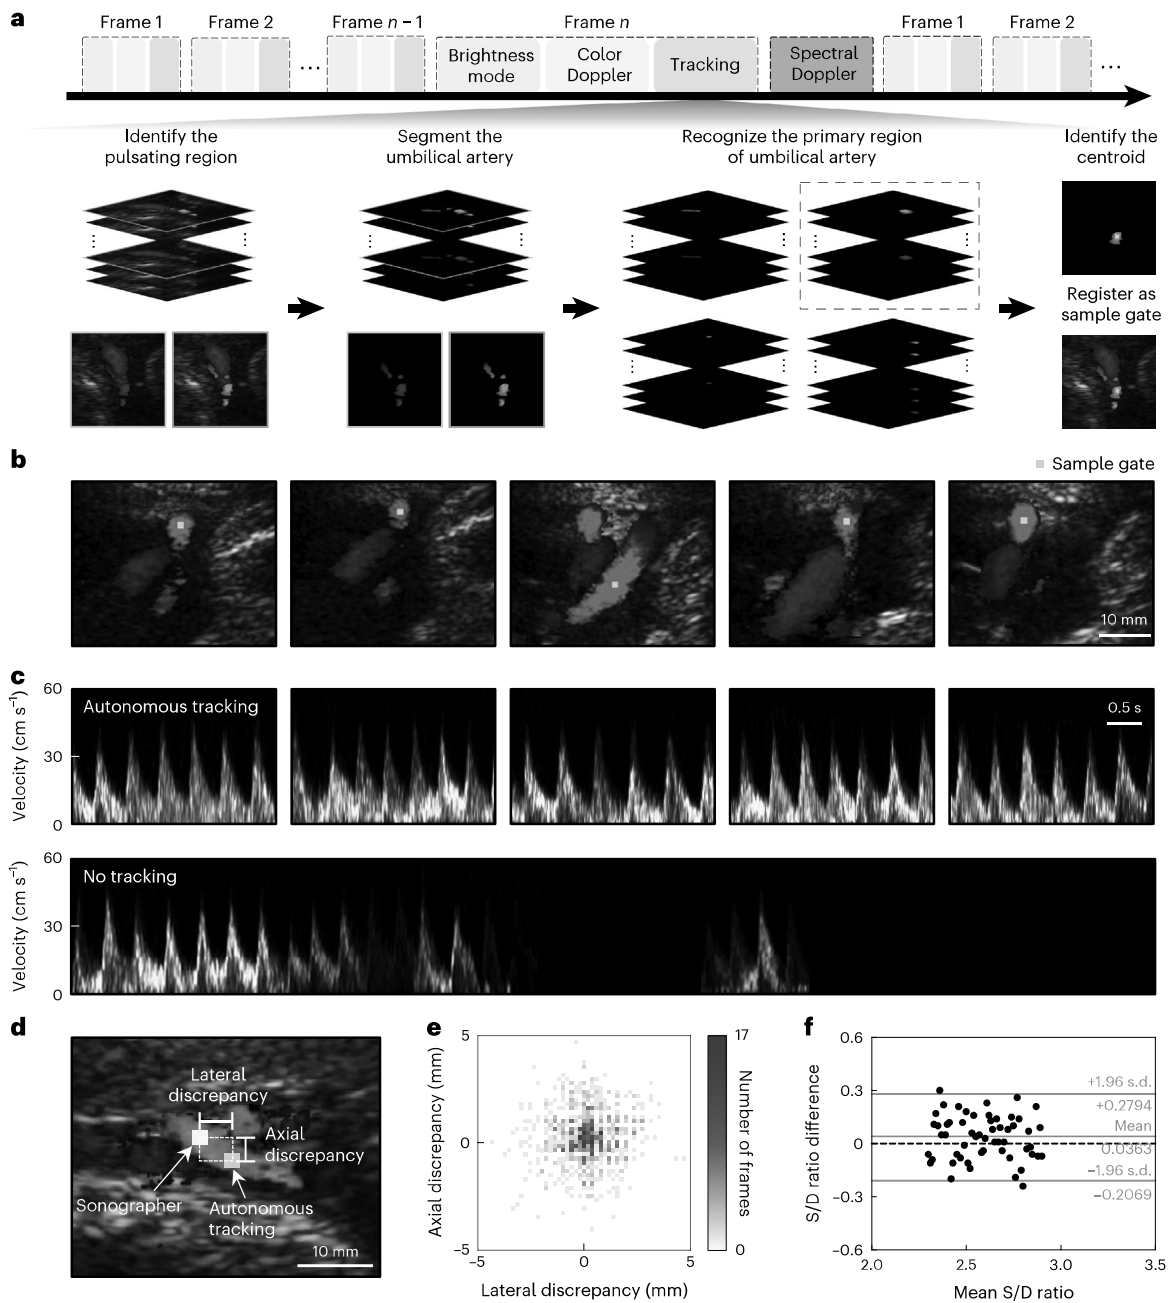 a
Frame 1
Frame 2
Frame n − 1
Frame n
Frame 1
Frame 2
Brightness
mode
Color
Doppler
Tracking
Spectral
Doppler
...
...
Identify the
pulsating region
Segment the
umbilical artery
Recognize the primary region
of umbilical artery
Identify the
centroid
Register as
sample gate
b
Sample gate
10 mm
c
Velocity (cm s⁻¹)
60
30
0
Autonomous tracking
0.5 s
Velocity (cm s⁻¹)
60
30
0
No tracking
d
Lateral
discrepancy
Axial
discrepancy
Sonographer
Autonomous
tracking
10 mm
e
Axial discrepancy (mm)
5
0
−5
−5
0
5
Lateral discrepancy (mm)
17
0
Number of frames
f
S/D ratio difference
0.6
0.3
0
−0.3
−0.6
+1.96 s.d.
+0.2794
Mean
0.0363
−1.96 s.d.
−0.2069
2.0
2.5
3.0
3.5
Mean S/D ratio